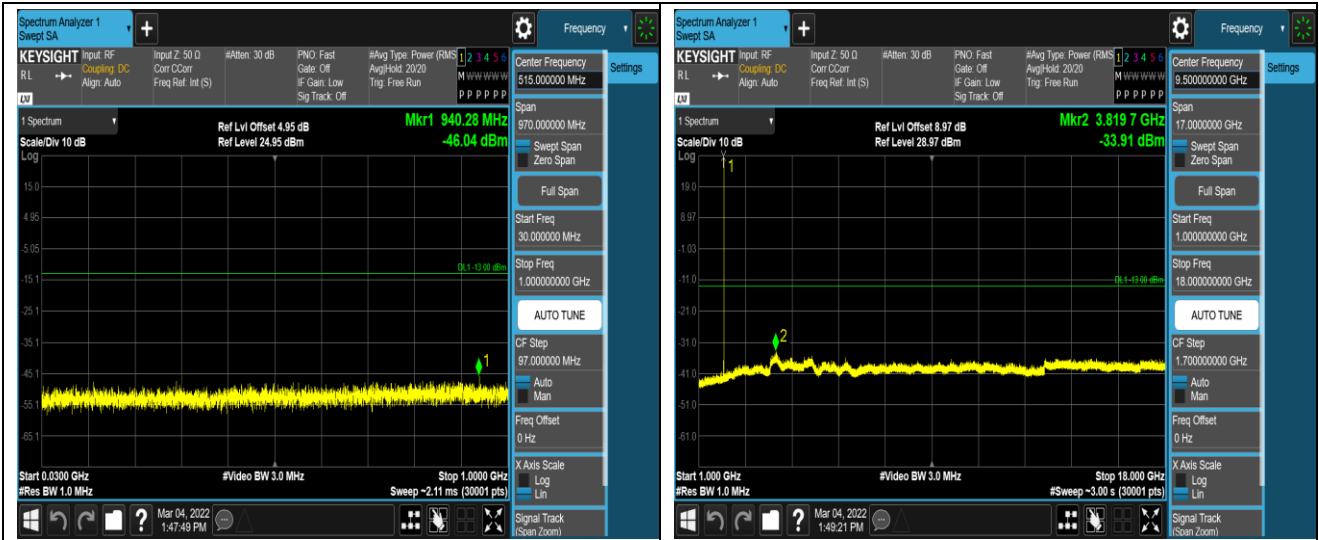 Spectrum Analyzer 1
Swept SA
Frequency
KEYSIGHT
Input: RF
Input Z: 50 Ω
#Atten: 30 dB
PNO: Fast
#Avg Type: Power (RMS
1 2 3 4 5 6
RL
Coupling: DC
Corr CCorr
Gate: Off
Avg|Hold: 20/20
M W W W W W
Align: Auto
Freq Ref: Int (S)
IF Gain: Low
Trig: Free Run
Sig Track: Off
P P P P P P
LXI
Center Frequency
515.000000 MHz
Settings
Span
970.000000 MHz
Swept Span
Zero Span
Full Span
Start Freq
30.000000 MHz
Stop Freq
1.000000000 GHz
AUTO TUNE
CF Step
97.000000 MHz
Auto
Man
Freq Offset
0 Hz
X Axis Scale
Log
Lin
Signal Track
(Span Zoom)
1 Spectrum
Ref Lvl Offset 4.95 dB
Mkr1 940.28 MHz
Scale/Div 10 dB
Ref Level 24.95 dBm
-46.04 dBm
Log
15.0
4.95
-5.05
DL1 -13.00 dBm
-15.1
-25.1
-35.1
1
-45.1
-55.1
-65.1
Start 0.0300 GHz
#Video BW 3.0 MHz
Stop 1.0000 GHz
#Res BW 1.0 MHz
Sweep ~2.11 ms (30001 pts)
?
Mar 04, 2022
1:47:49 PM
Spectrum Analyzer 1
Swept SA
Frequency
KEYSIGHT
Input: RF
Input Z: 50 Ω
#Atten: 30 dB
PNO: Fast
#Avg Type: Power (RMS
1 2 3 4 5 6
RL
Coupling: DC
Corr CCorr
Gate: Off
Avg|Hold: 20/20
M W W W W W
Align: Auto
Freq Ref: Int (S)
IF Gain: Low
Trig: Free Run
Sig Track: Off
P P P P P P
LXI
Center Frequency
9.500000000 GHz
Settings
Span
17.0000000 GHz
Swept Span
Zero Span
Full Span
Start Freq
1.000000000 GHz
Stop Freq
18.000000000 GHz
AUTO TUNE
CF Step
1.700000000 GHz
Auto
Man
Freq Offset
0 Hz
X Axis Scale
Log
Lin
Signal Track
(Span Zoom)
1 Spectrum
Ref Lvl Offset 8.97 dB
Mkr2 3.819 7 GHz
Scale/Div 10 dB
Ref Level 28.97 dBm
-33.91 dBm
Log
1
19.0
8.97
-1.03
-11.0
DL1 -13.00 dBm
-21.0
-31.0
2
-41.0
-51.0
-61.0
Start 1.000 GHz
#Video BW 3.0 MHz
Stop 18.000 GHz
#Res BW 1.0 MHz
#Sweep ~3.00 s (30001 pts)
?
Mar 04, 2022
1:49:21 PM